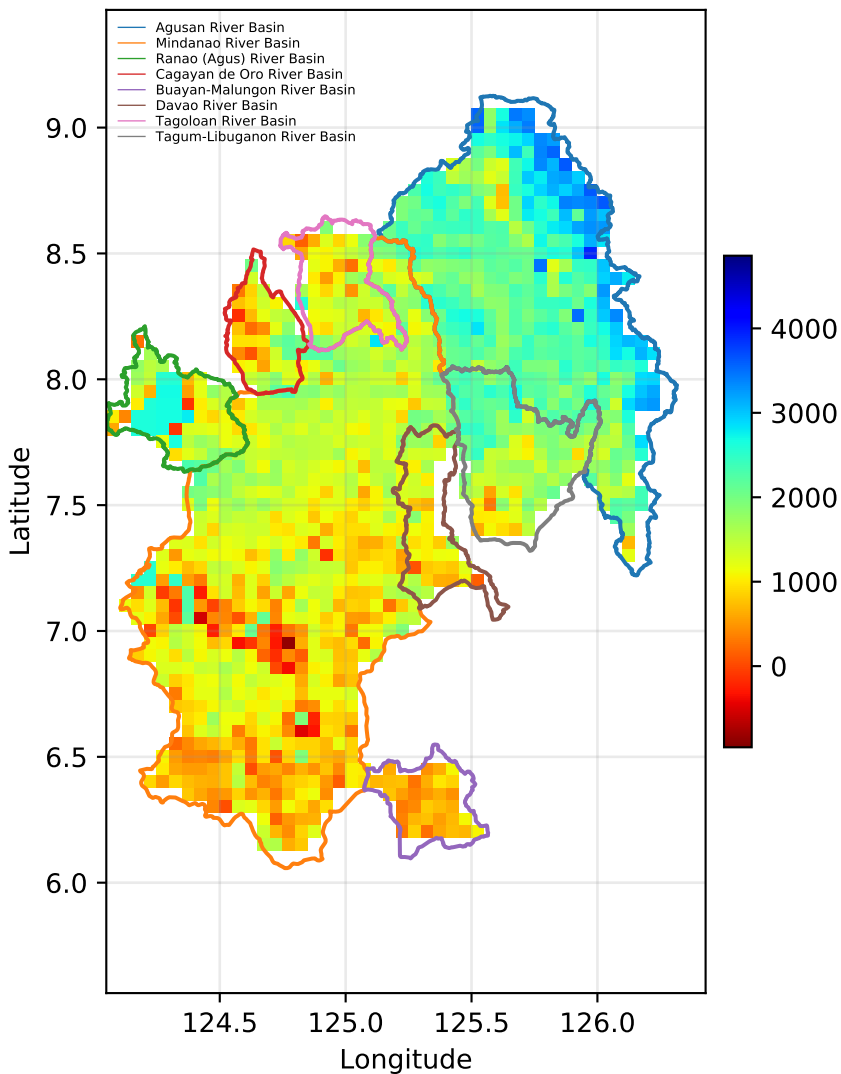 Agusan River Basin
Mindanao River Basin
Ranao (Agus) River Basin
Cagayan de Oro River Basin
Buayan-Malungon River Basin
Davao River Basin
Tagoloan River Basin
Tagum-Libuganon River Basin
9.0
8.5
8.0
7.5
7.0
6.5
6.0
Latitude
4000
3000
2000
1000
0
124.5 125.0 125.5 126.0
Longitude